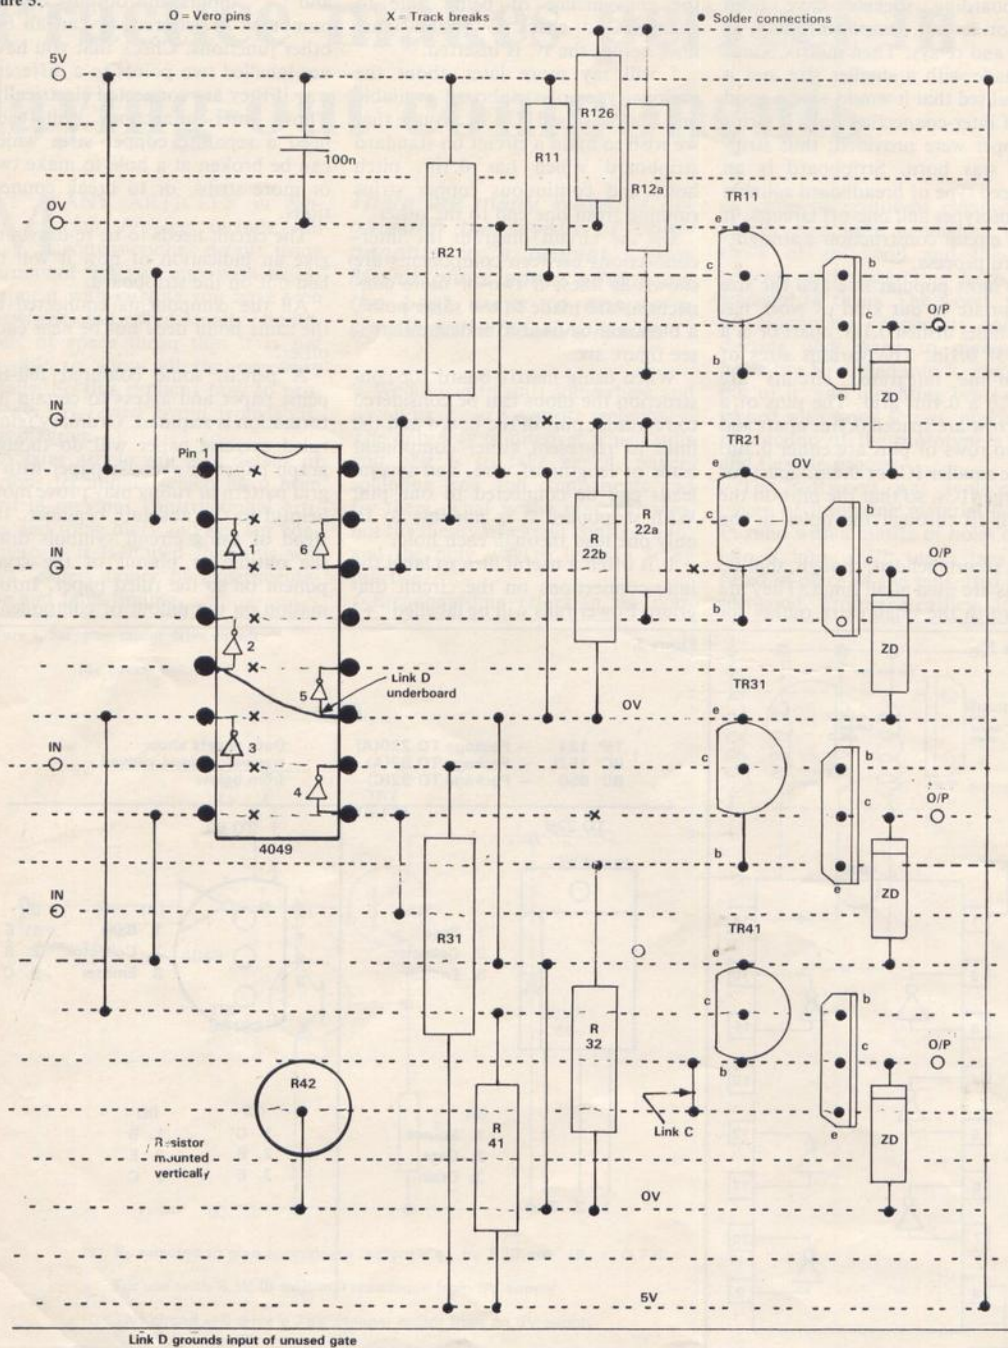 ure 5.
O = Vero pins
X = Track breaks
● Solder connections
5V
100n
0V
R126
R11
R12a
R21
TR11
e
c
b
b
c
e
O/P
ZD
IN
Pin 1
TR21
e
0V
c
b
b
c
O/P
ZD
R
22a
R
22b
IN
1
6
2
5
3
4
Link D
underboard
4049
0V
TR31
e
c
b
b
c
e
O/P
ZD
IN
IN
R31
TR41
e
c
b
b
c
e
O/P
ZD
R
32
R42
R
41
Link C
Resistor
mounted
vertically
0V
5V
Link D grounds input of unused gate